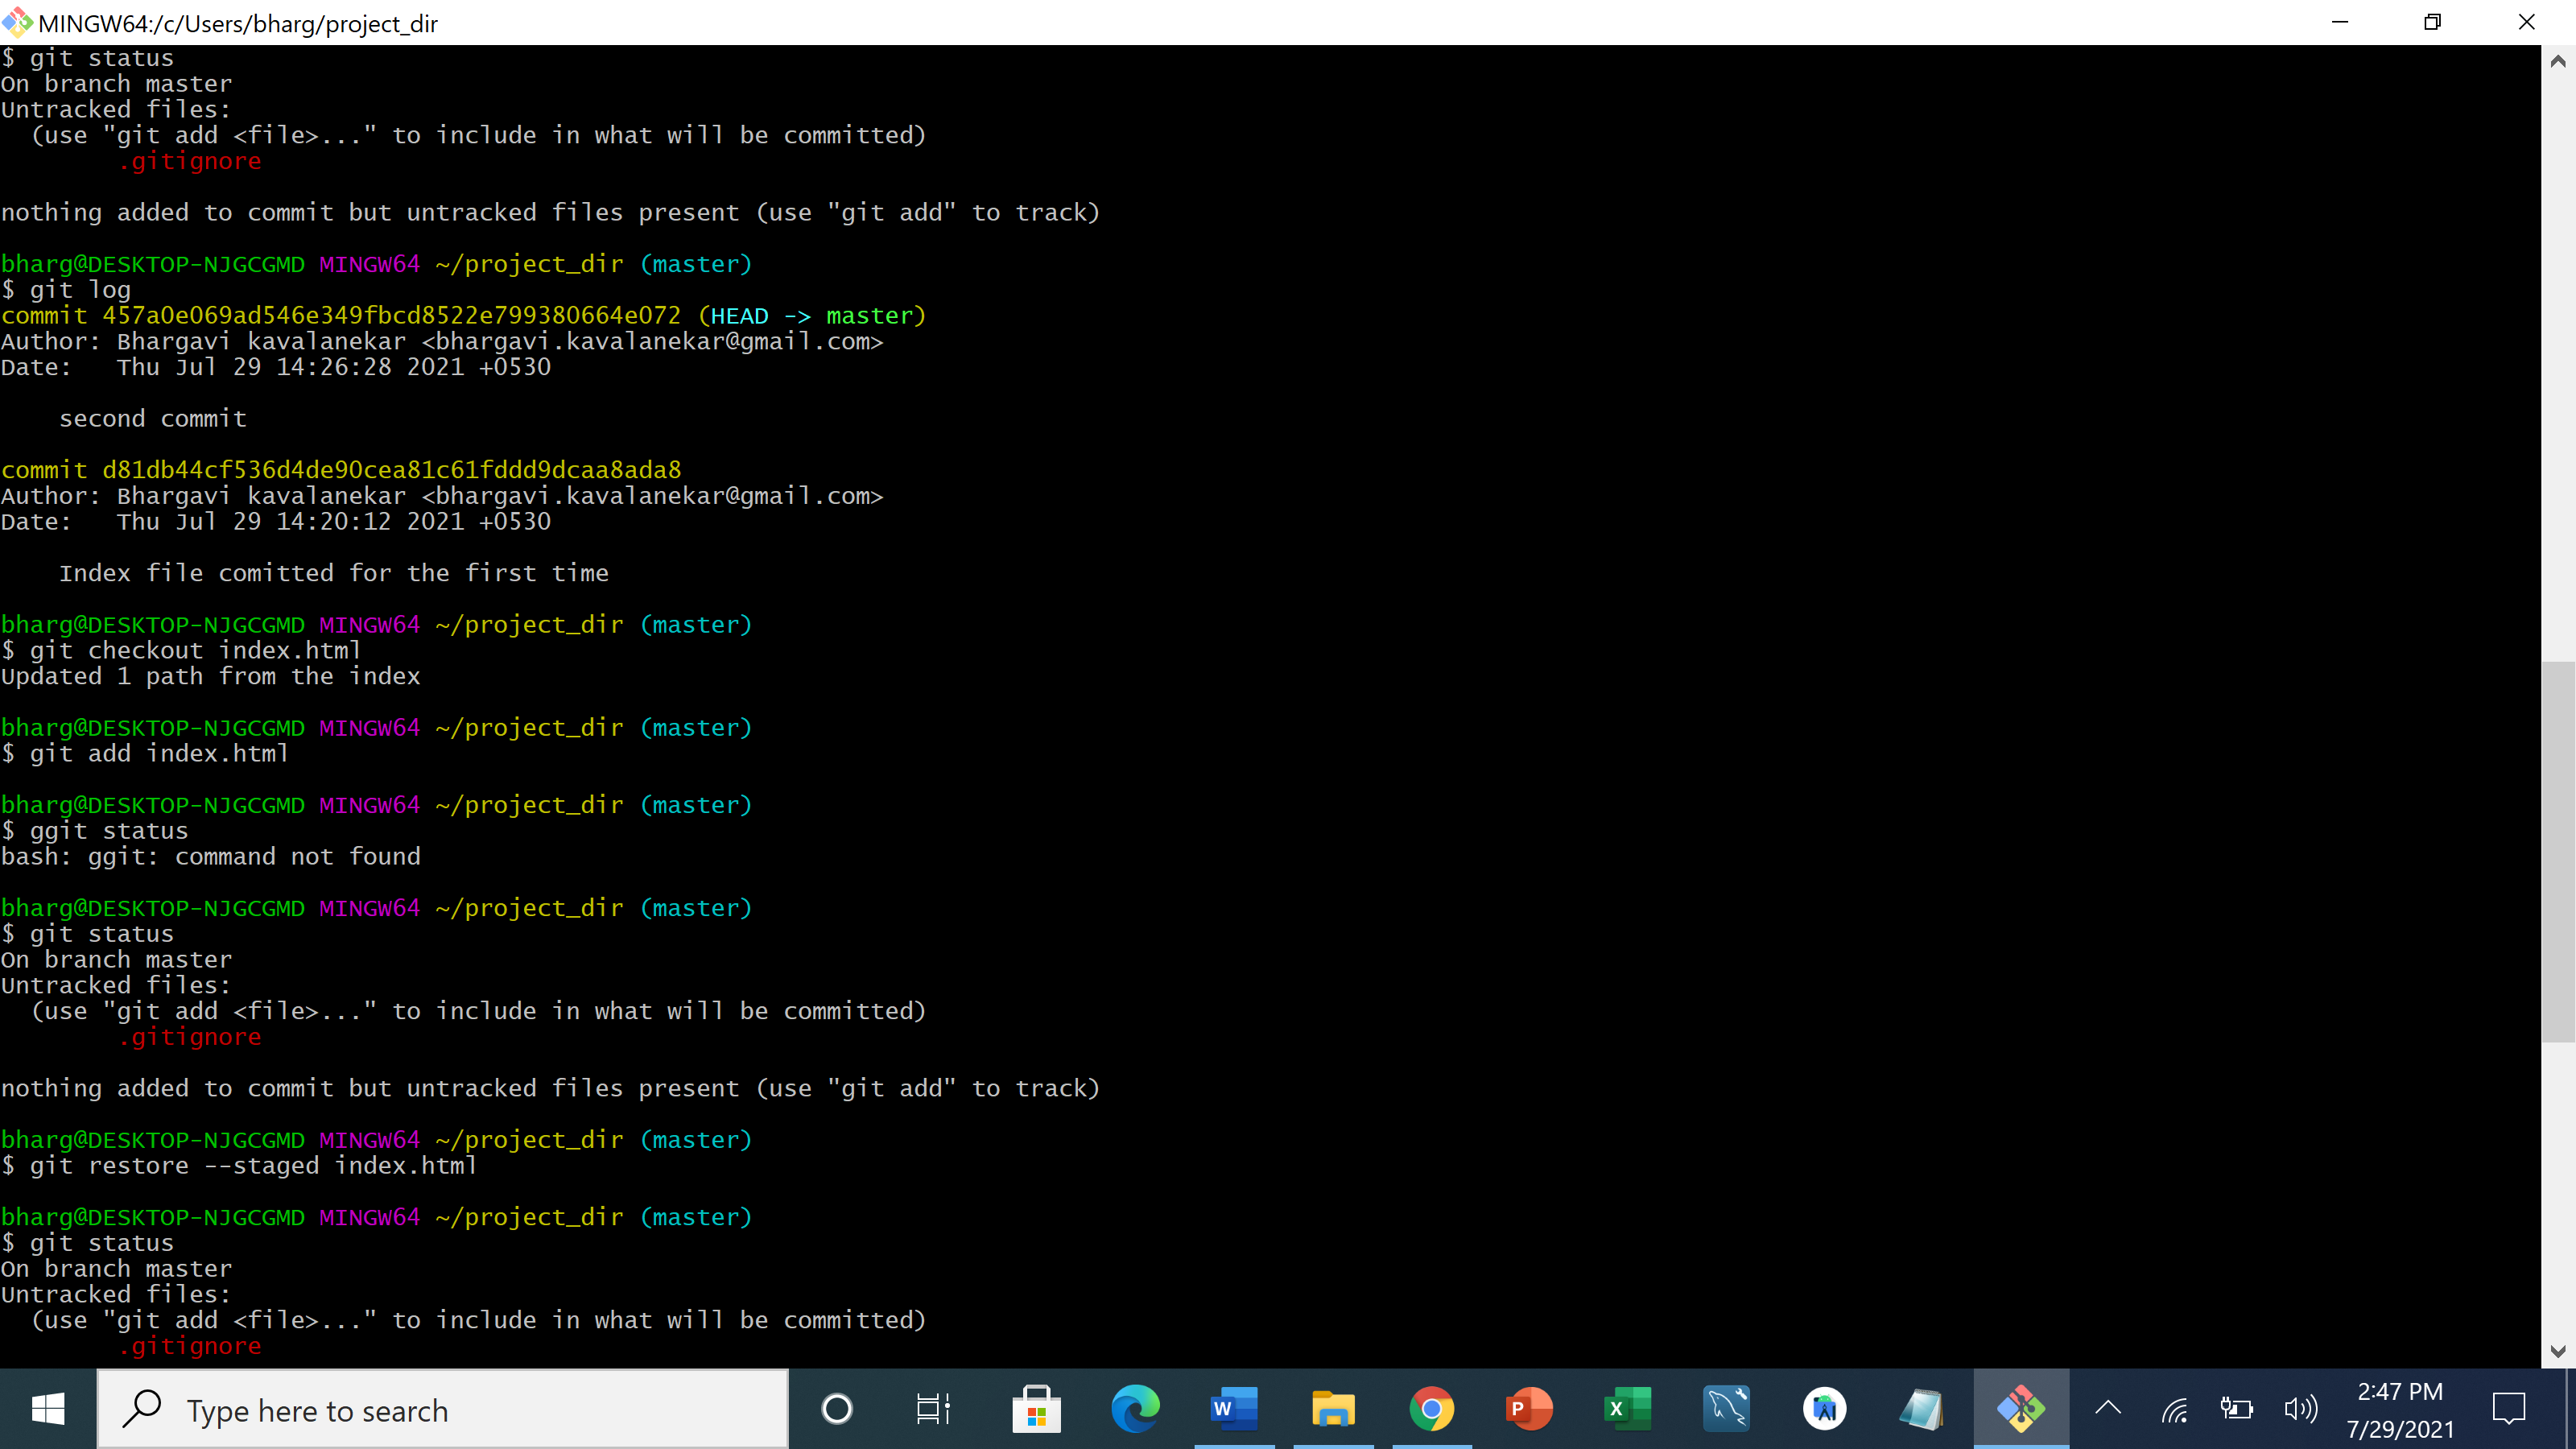 MINGW64:/c/Users/bharg/project_dir
$ git status
On branch master
Untracked files:
  (use "git add <file>..." to include in what will be committed)
        .gitignore

nothing added to commit but untracked files present (use "git add" to track)

bharg@DESKTOP-NJGCGMD MINGW64 ~/project_dir (master)
$ git log
commit 457a0e069ad546e349fbcd8522e799380664e072 (HEAD -> master)
Author: Bhargavi kavalanekar <bhargavi.kavalanekar@gmail.com>
Date:   Thu Jul 29 14:26:28 2021 +0530

    second commit

commit d81db44cf536d4de90cea81c61fddd9dcaa8ada8
Author: Bhargavi kavalanekar <bhargavi.kavalanekar@gmail.com>
Date:   Thu Jul 29 14:20:12 2021 +0530

    Index file comitted for the first time

bharg@DESKTOP-NJGCGMD MINGW64 ~/project_dir (master)
$ git checkout index.html
Updated 1 path from the index

bharg@DESKTOP-NJGCGMD MINGW64 ~/project_dir (master)
$ git add index.html

bharg@DESKTOP-NJGCGMD MINGW64 ~/project_dir (master)
$ ggit status
bash: ggit: command not found

bharg@DESKTOP-NJGCGMD MINGW64 ~/project_dir (master)
$ git status
On branch master
Untracked files:
  (use "git add <file>..." to include in what will be committed)
        .gitignore

nothing added to commit but untracked files present (use "git add" to track)

bharg@DESKTOP-NJGCGMD MINGW64 ~/project_dir (master)
$ git restore --staged index.html

bharg@DESKTOP-NJGCGMD MINGW64 ~/project_dir (master)
$ git status
On branch master
Untracked files:
  (use "git add <file>..." to include in what will be committed)
        .gitignore
Type here to search
W
P
X
2:47 PM
7/29/2021